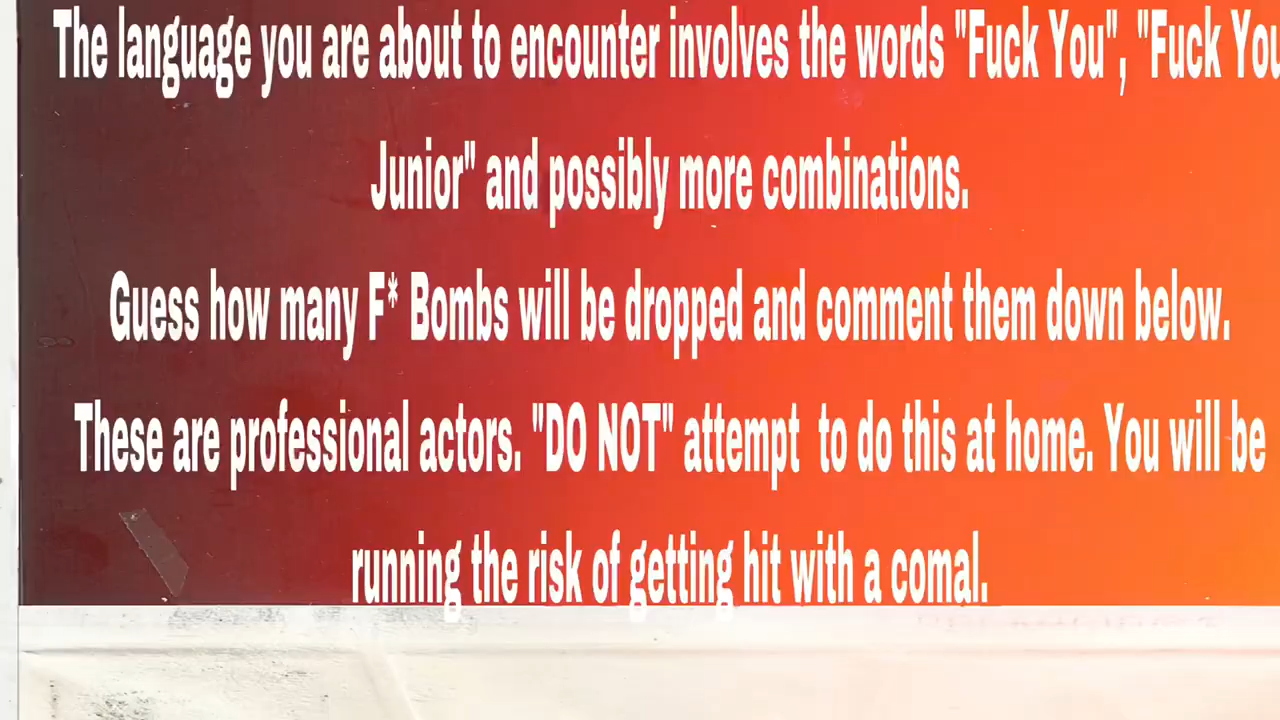 The language you are about to encounter involves the words "Fuck You", "Fuck You
Junior" and possibly more combinations.
Guess how many F* Bombs will be dropped and comment them down below.
These are professional actors. "DO NOT" attempt  to do this at home. You will be
running the risk of getting hit with a comal.